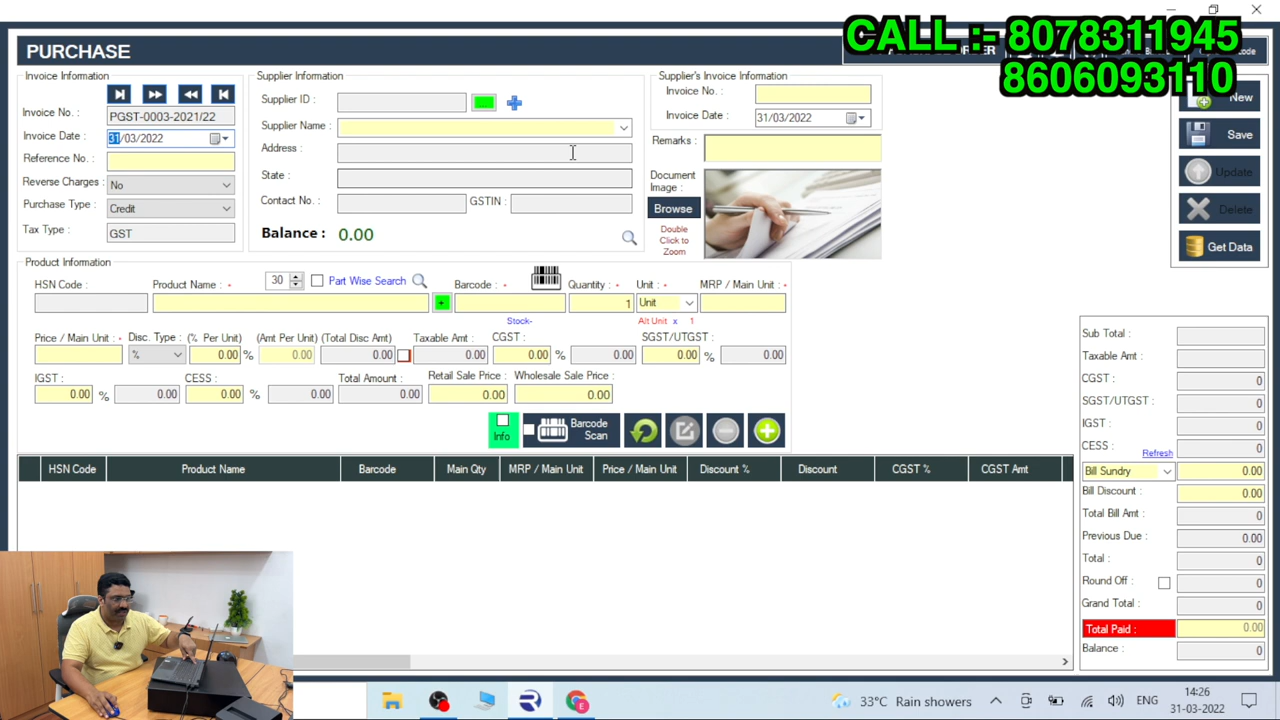 CALL :- 8078311945
8606093110
PURCHASE
ORDER
Invoice Information
Invoice No. :
PGST-0003-2021/22
Invoice Date :
31/03/2022
Reference No. :
Reverse Charges :
No
Purchase Type :
Credit
Tax Type :
GST
Supplier Information
Supplier ID :
Supplier Name :
Address :
State :
Contact No. :
GSTIN :
Balance : 0.00
Supplier's Invoice Information
Invoice No. :
Invoice Date :
31/03/2022
Remarks :
Document
Image :
Browse
Double
Click to
Zoom
New
Save
Update
Delete
Get Data
Product Information
HSN Code :
Product Name : *
30
Part Wise Search
Barcode : *
Quantity : *
1
Unit : *
Unit
MRP / Main Unit : *
Stock-
Alt Unit x 1
Price / Main Unit : *
Disc. Type :
%
(% Per Unit)
0.00 %
(Amt Per Unit)
0.00
(Total Disc Amt)
0.00
Taxable Amt :
0.00
CGST :
0.00 % 0.00
SGST/UTGST :
0.00 % 0.00
IGST :
0.00 % 0.00
CESS :
0.00 % 0.00
Total Amount :
0.00
Retail Sale Price :
0.00
Wholesale Sale Price :
0.00
Info
Barcode
Scan
HSN Code Product Name Barcode Main Qty MRP / Main Unit Price / Main Unit Discount % Discount CGST % CGST Amt
Sub Total :
Taxable Amt :
CGST : 0
SGST/UTGST : 0
IGST : 0
CESS : 0
Refresh
Bill Sundry 0.00
Bill Discount : 0.00
Total Bill Amt : 0
Previous Due : 0.00
Total : 0
Round Off : 0
Grand Total : 0
Total Paid : 0.00
Balance : 0
33°C Rain showers
ENG
14:26
31-03-2022